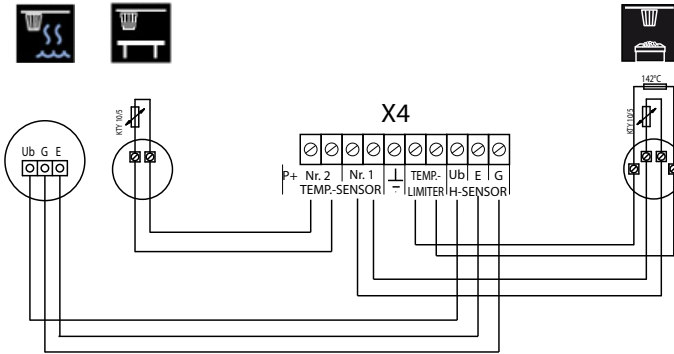 142°C
KTY 10/5
KTY 10/5
X4
Ub G E
P+ Nr. 2 Nr. 1 TEMP.- Ub E G
TEMP.-SENSOR LIMITER H-SENSOR